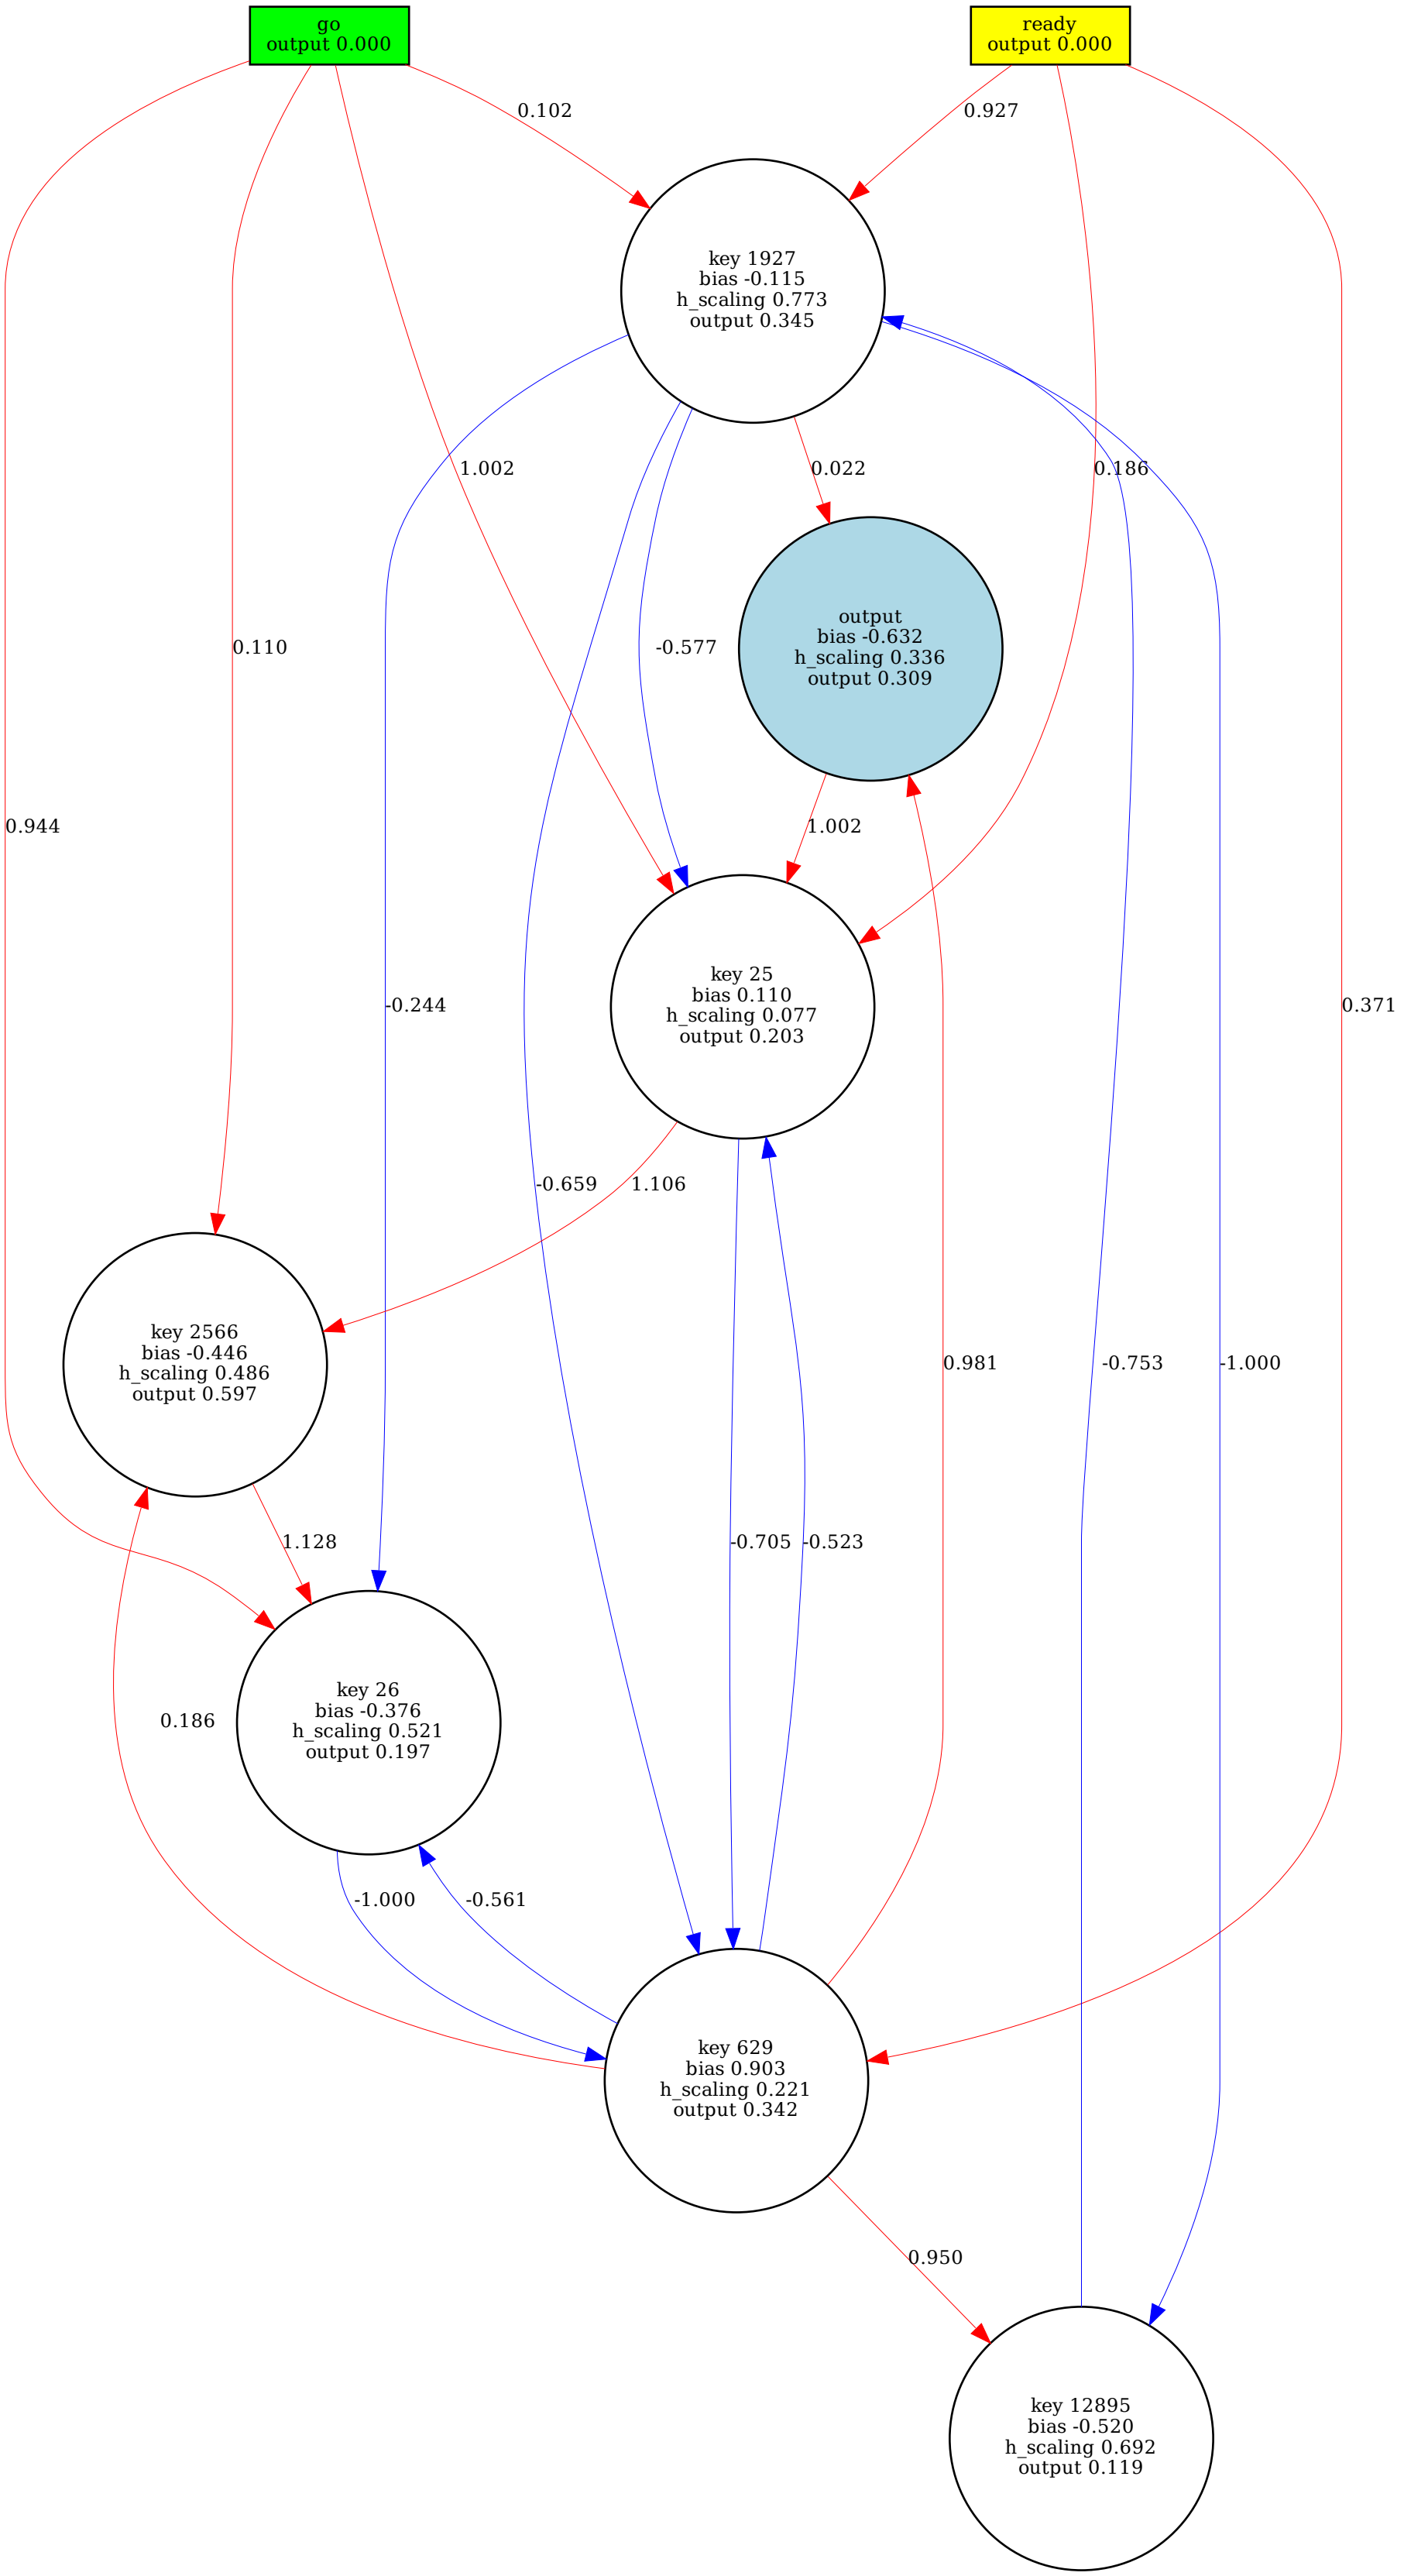 go
output 0.000
ready
output 0.000
0.102
0.927
key 1927
bias -0.115
h_scaling 0.773
output 0.345
1.002
0.022
0.186
0.110
-0.577
output
bias -0.632
h_scaling 0.336
output 0.309
0.944
1.002
-0.244
key 25
bias 0.110
h_scaling 0.077
output 0.203
0.371
-0.659
1.106
key 2566
bias -0.446
h_scaling 0.486
output 0.597
0.981
-0.753
-1.000
1.128
-0.705
-0.523
0.186
key 26
bias -0.376
h_scaling 0.521
output 0.197
-1.000
-0.561
key 629
bias 0.903
h_scaling 0.221
output 0.342
0.950
key 12895
bias -0.520
h_scaling 0.692
output 0.119